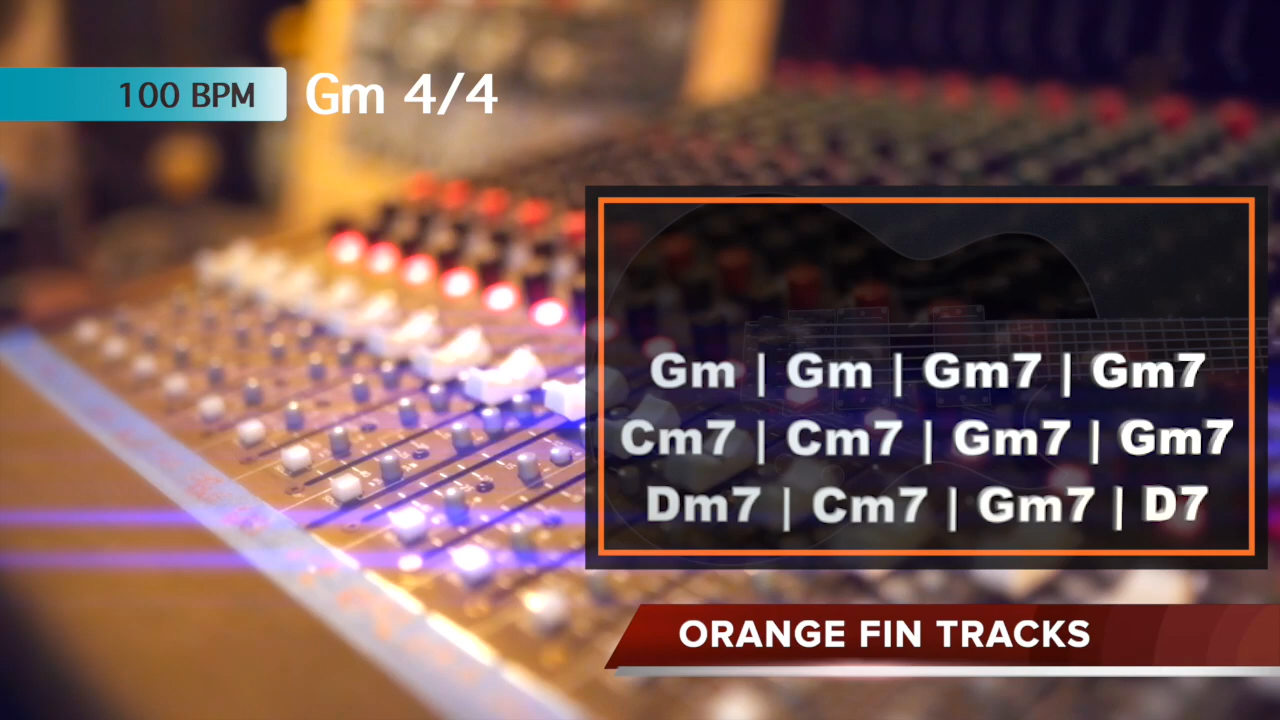 100 BPM Gm 4/4
Gm | Gm | Gm7 | Gm7
Cm7 | Cm7 | Gm7 | Gm7
Dm7 | Cm7 | Gm7 | D7
ORANGE FIN TRACKS